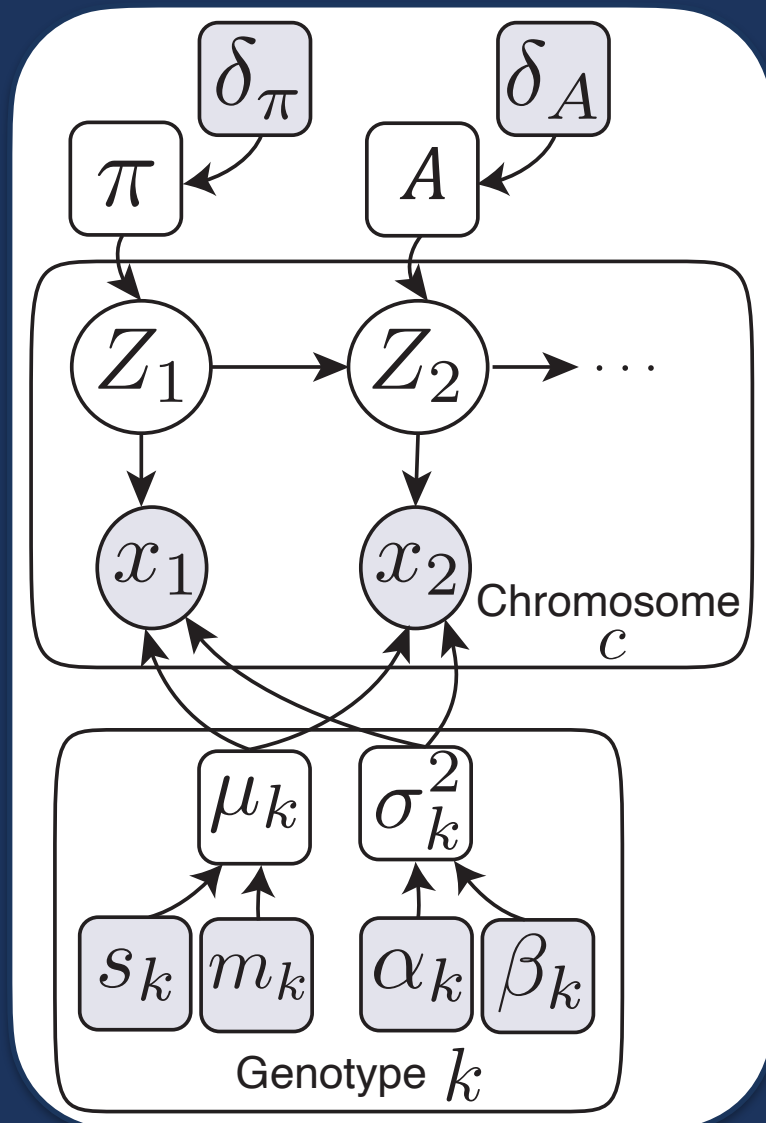 δ_π δ_A
π A
Z_1 Z_2 ···
x_1 x_2
Chromosome
c
μ_k σ_k^2
s_k m_k α_k β_k
Genotype k